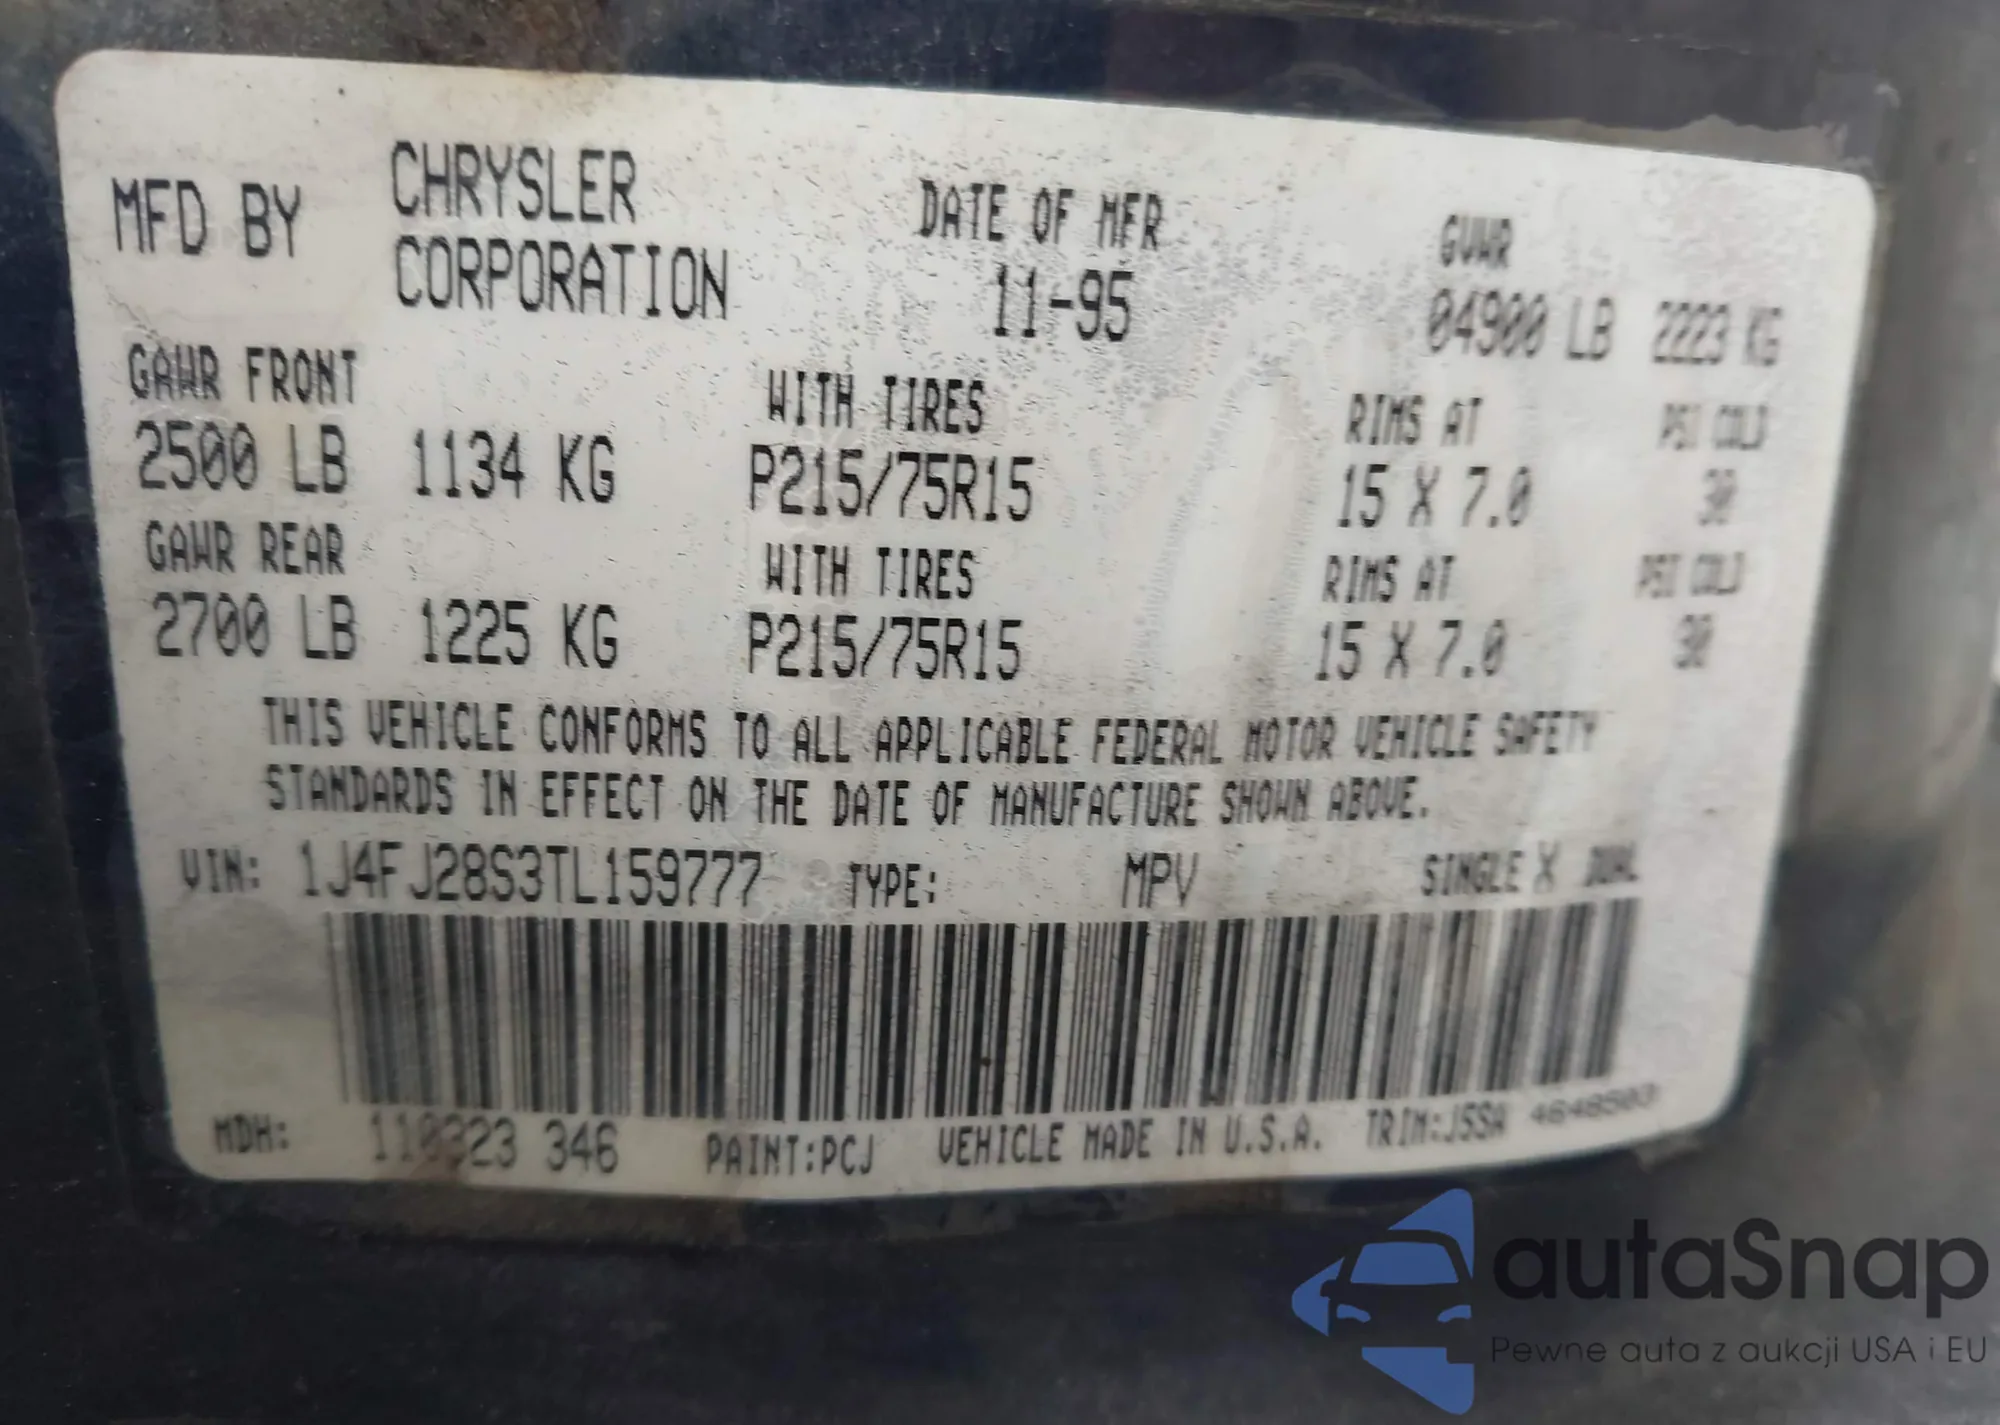 MFD BY CHRYSLER CORPORATION DATE OF MFR 11-95 GVWR 04900 LB 2223 KG
GAWR FRONT WITH TIRES RIMS AT PSI COLD
2500 LB 1134 KG P215/75R15 15 X 7.0 30
GAWR REAR WITH TIRES RIMS AT PSI COLD
2700 LB 1225 KG P215/75R15 15 X 7.0 30
THIS VEHICLE CONFORMS TO ALL APPLICABLE FEDERAL MOTOR VEHICLE SAFETY
STANDARDS IN EFFECT ON THE DATE OF MANUFACTURE SHOWN ABOVE.
VIN: 1J4FJ28S3TL159777 TYPE: MPV SINGLE X DUAL
MDH: 110323 346 PAINT:PCJ VEHICLE MADE IN U.S.A. TRIM:JSSA 4648503
autaSnap
Pewne auta z aukcji USA i EU